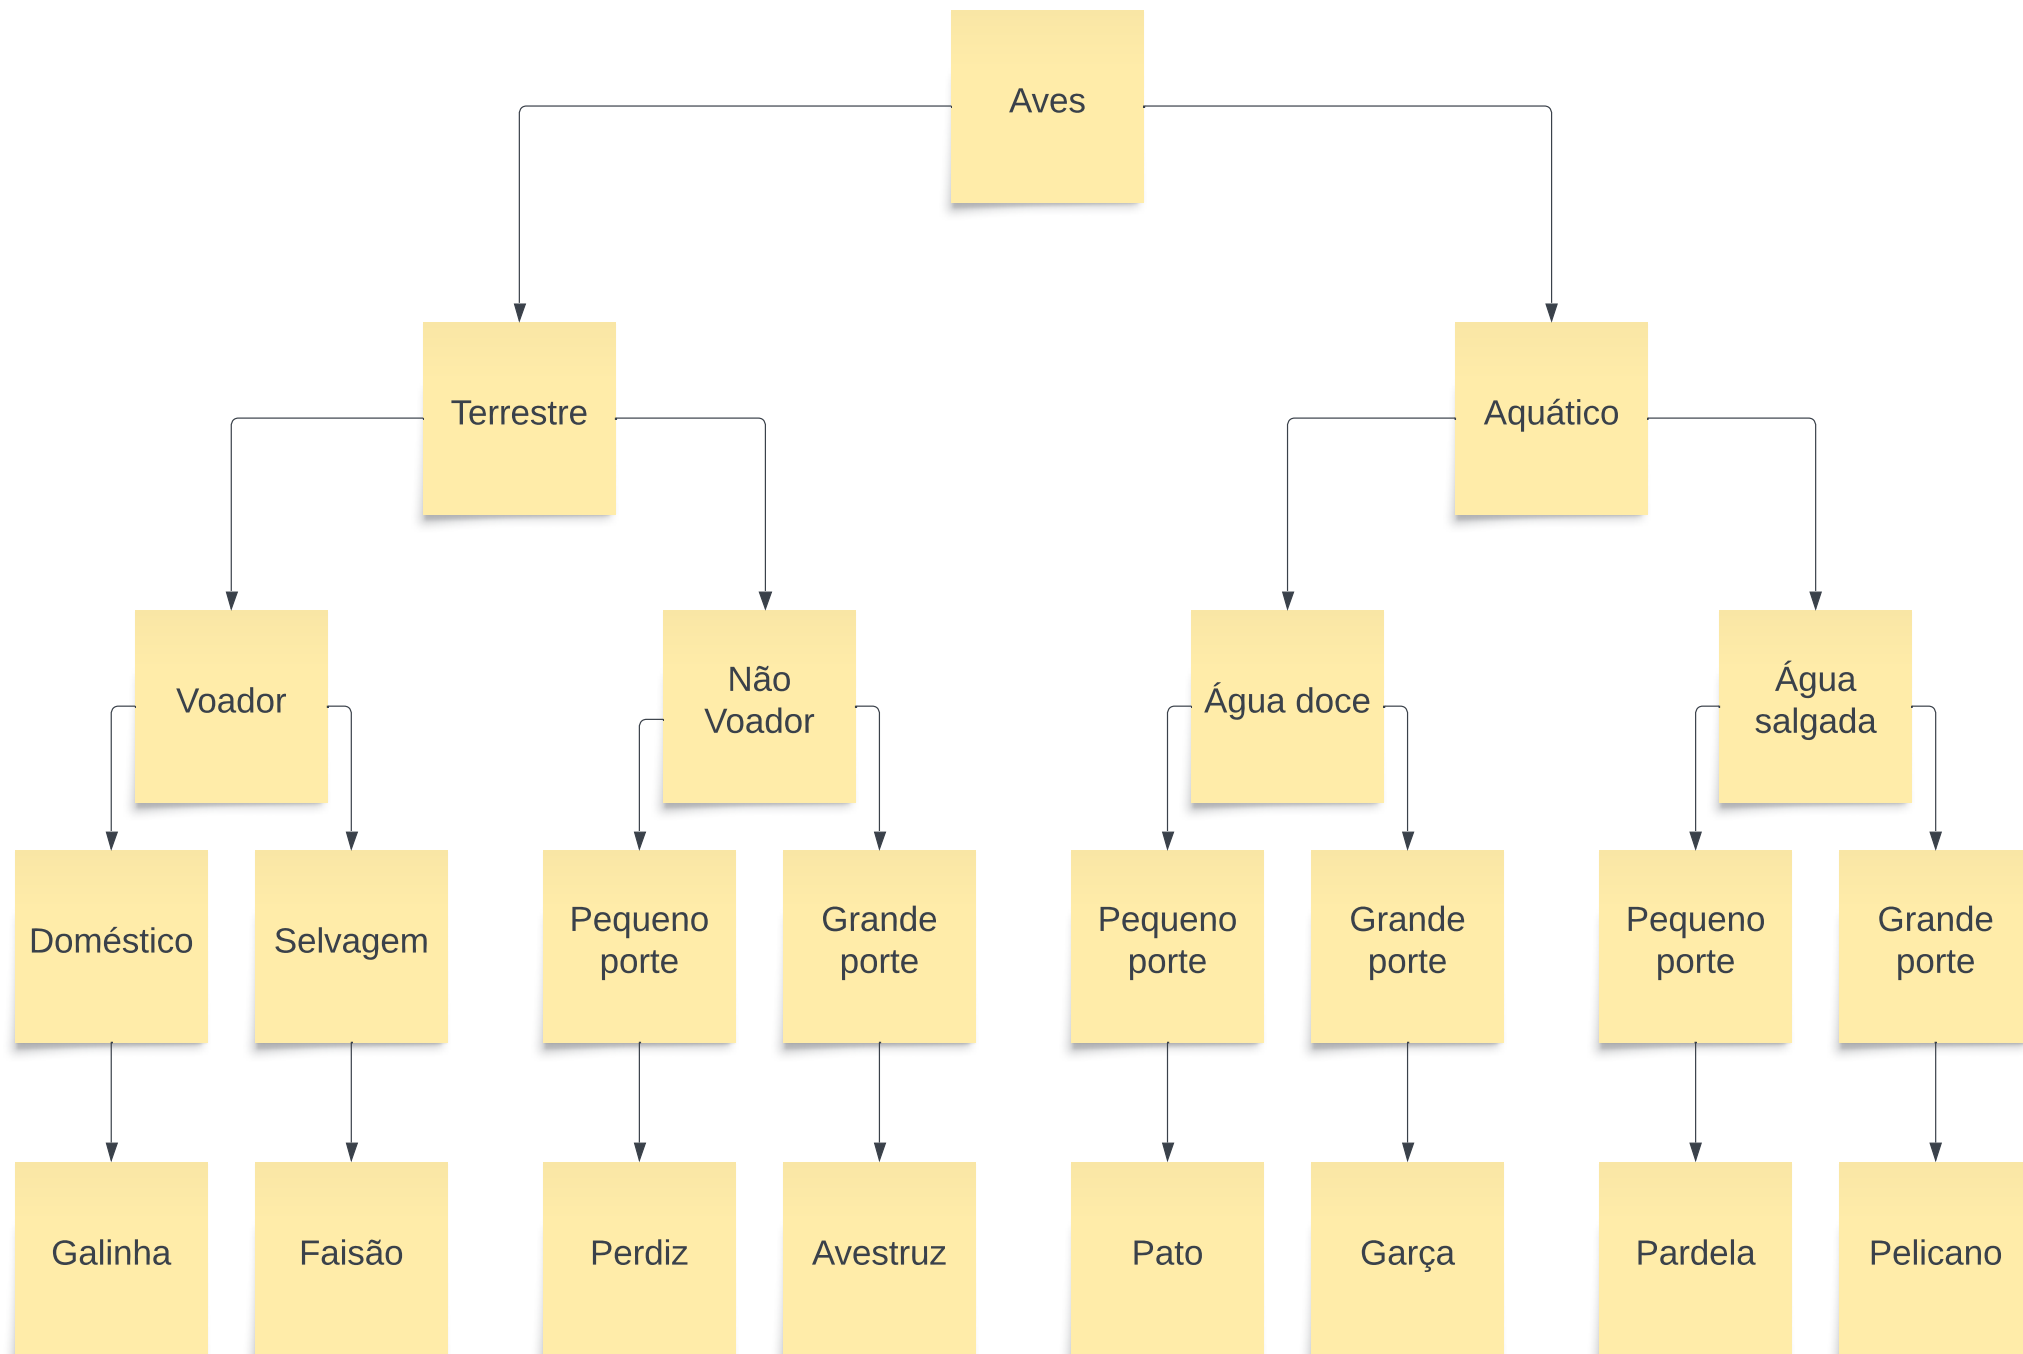 Aves
Terrestre
Aquático
Voador
Não
Voador
Água doce
Água
salgada
Doméstico
Selvagem
Pequeno
porte
Grande
porte
Pequeno
porte
Grande
porte
Pequeno
porte
Grande
porte
Galinha
Faisão
Perdiz
Avestruz
Pato
Garça
Pardela
Pelicano